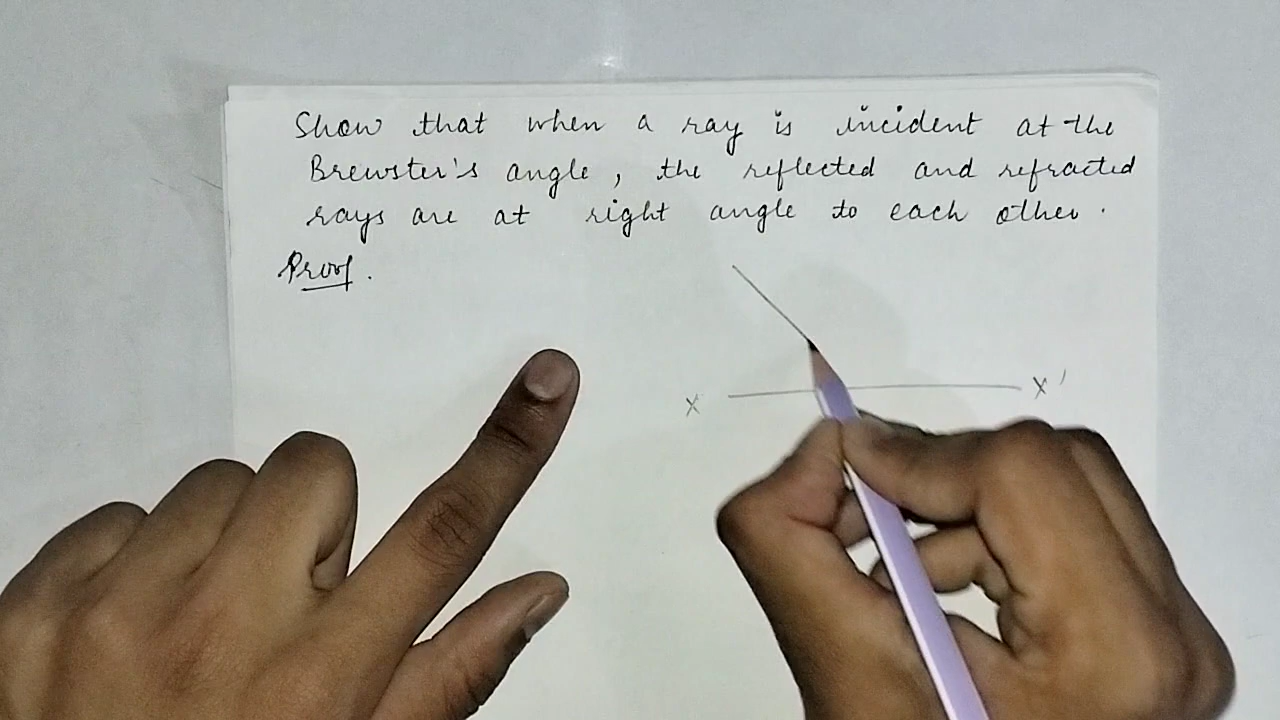 Show that when a ray is incident at the
Brewster's angle, the reflected and refracted
rays are at right angle to each other.
Proof.
X X'